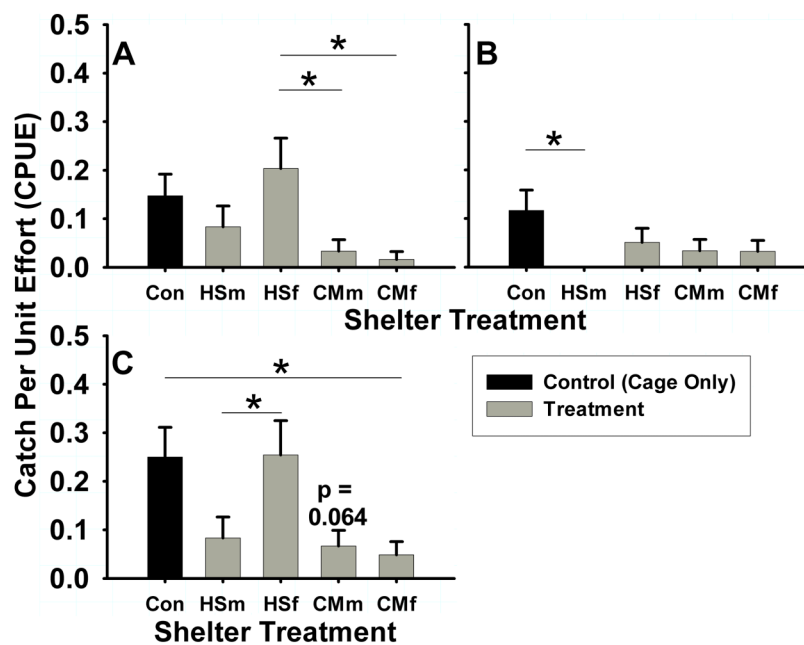 Catch Per Unit Effort (CPUE)
A
0.5
0.4
0.3
0.2
0.1
0.0
*
*
Con HSm HSf CMm CMf
B
*
Con HSm HSf CMm CMf
Shelter Treatment
C
0.5
0.4
0.3
0.2
0.1
0.0
*
*
p =
0.064
Con HSm HSf CMm CMf
Shelter Treatment
Control (Cage Only)
Treatment